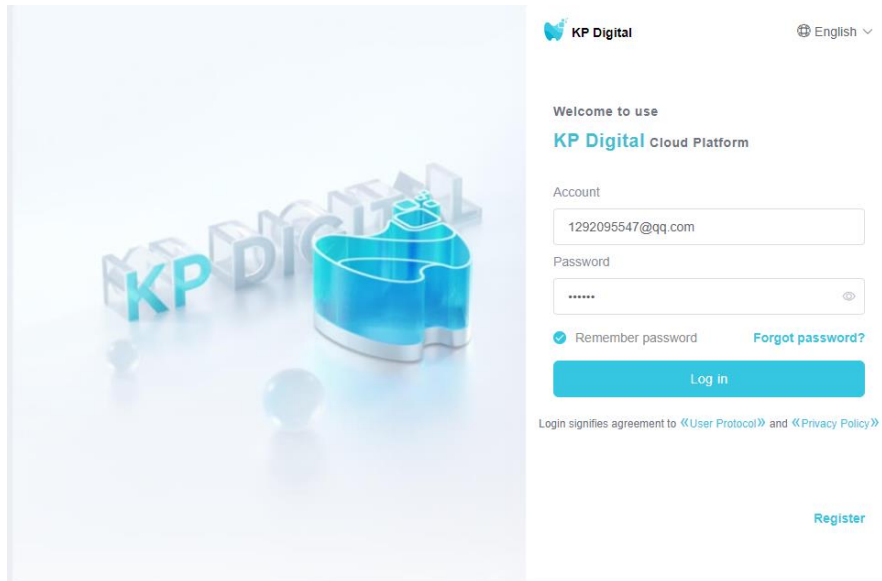 KP DIGITAL
KP Digital
English
Welcome to use
KP Digital Cloud Platform
Account
1292095547@qq.com
Password
••••••
Remember password
Forgot password?
Log in
Login signifies agreement to 《User Protocol》 and 《Privacy Policy》
Register